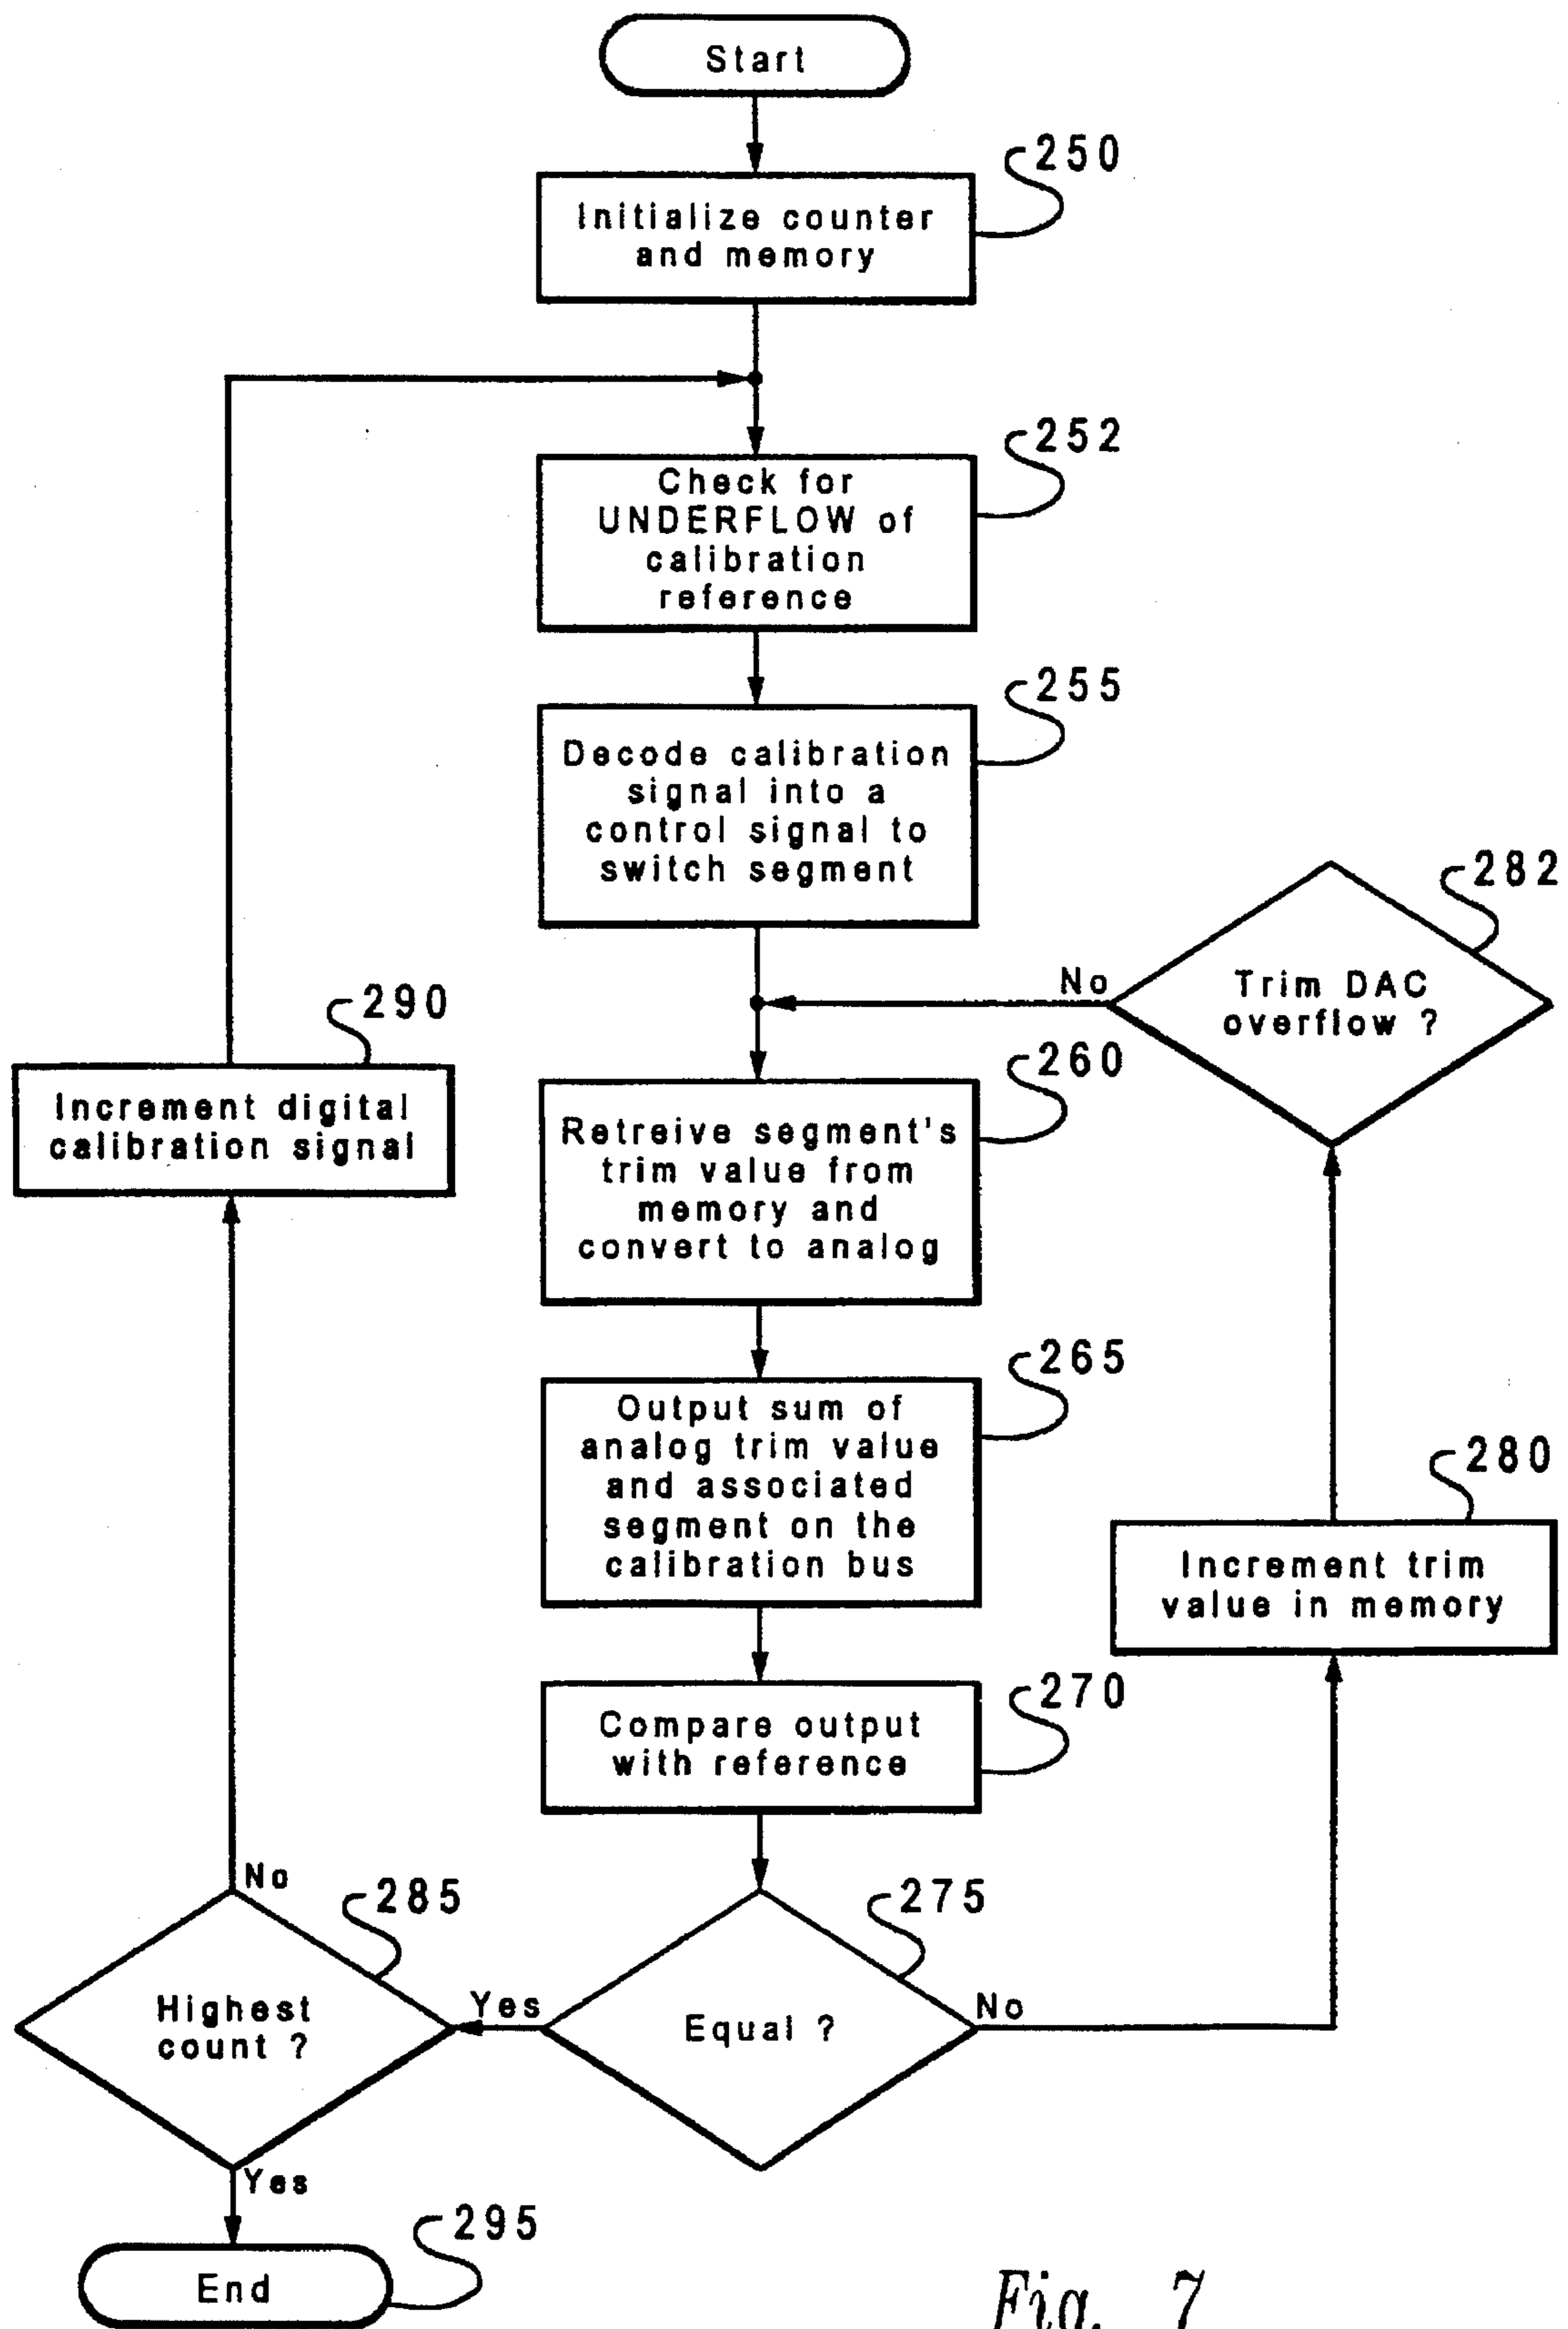 Start
250
Initialize counter
and memory
252
Check for
UNDERFLOW of
calibration
reference
255
Decode calibration
signal into a
control signal to
switch segment
282
Trim DAC
overflow ?
No
290
Increment digital
calibration signal
260
Retreive segment's
trim value from
memory and
convert to analog
265
Output sum of
analog trim value
and associated
segment on the
calibration bus
280
Increment trim
value in memory
270
Compare output
with reference
No
285
Highest
count ?
Yes
275
Equal ?
No
Yes
295
End
Fig. 7